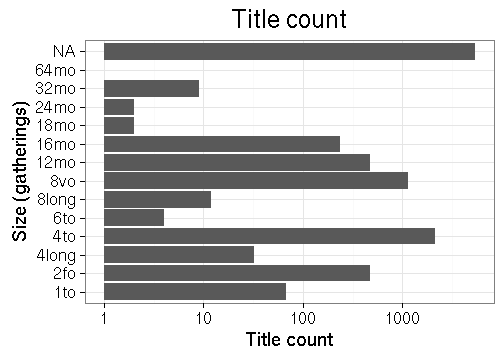 Title count
Size (gatherings)
NA
64mo
32mo
24mo
18mo
16mo
12mo
8vo
8long
6to
4to
4long
2fo
1to
1 10 100 1000
Title count